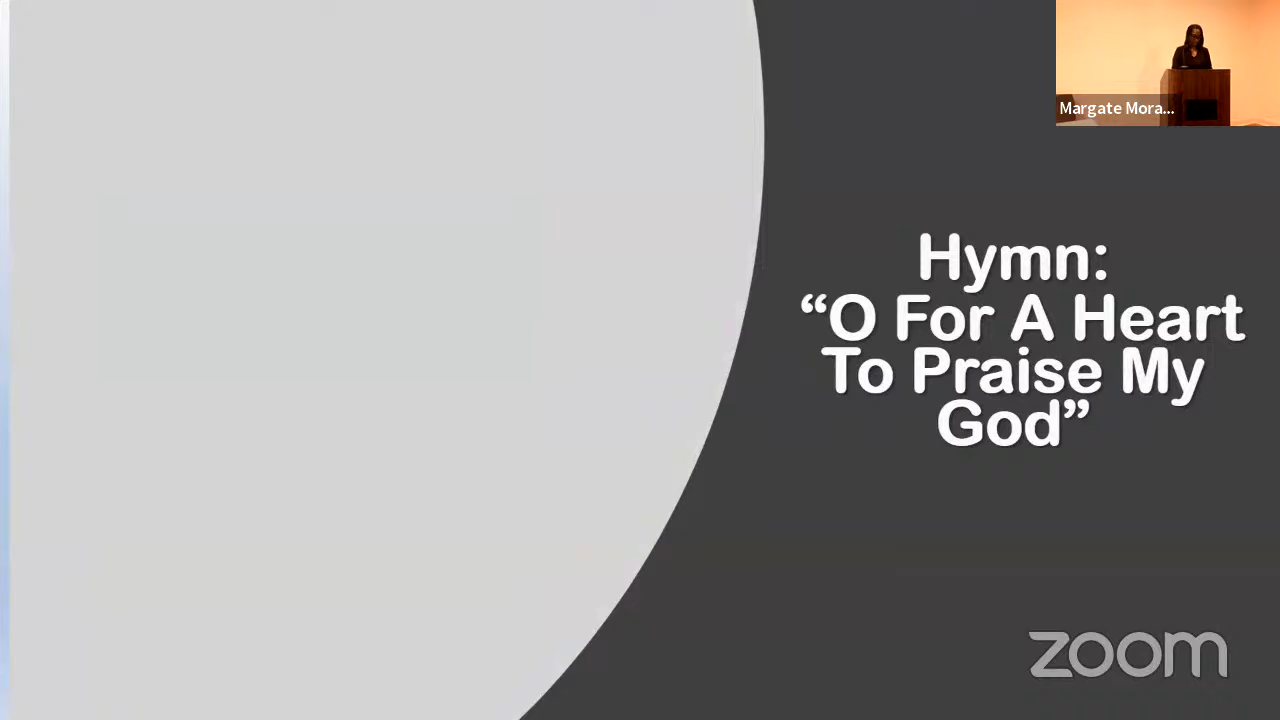 Margate Mora...
Hymn:
“O For A Heart
To Praise My
God”
zoom